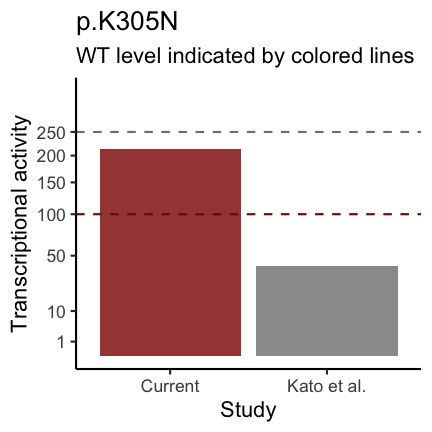 p.K305N
WT level indicated by colored lines
Transcriptional activity
250
200
150
100
50
10
1
Current
Kato et al.
Study